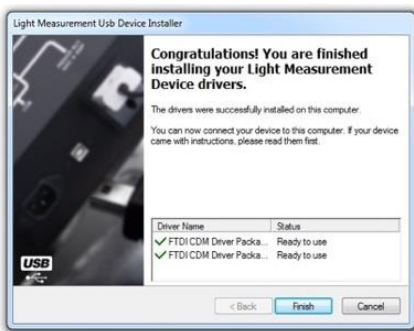 Light Measurement Usb Device Installer
Congratulations! You are finished
installing your Light Measurement
Device drivers.
The drivers were successfully installed on this computer.
You can now connect your device to this computer. If your device
came with instructions, please read them first.
Driver Name Status
FTDI CDM Driver Packa... Ready to use
FTDI CDM Driver Packa... Ready to use
USB
< Back Finish Cancel